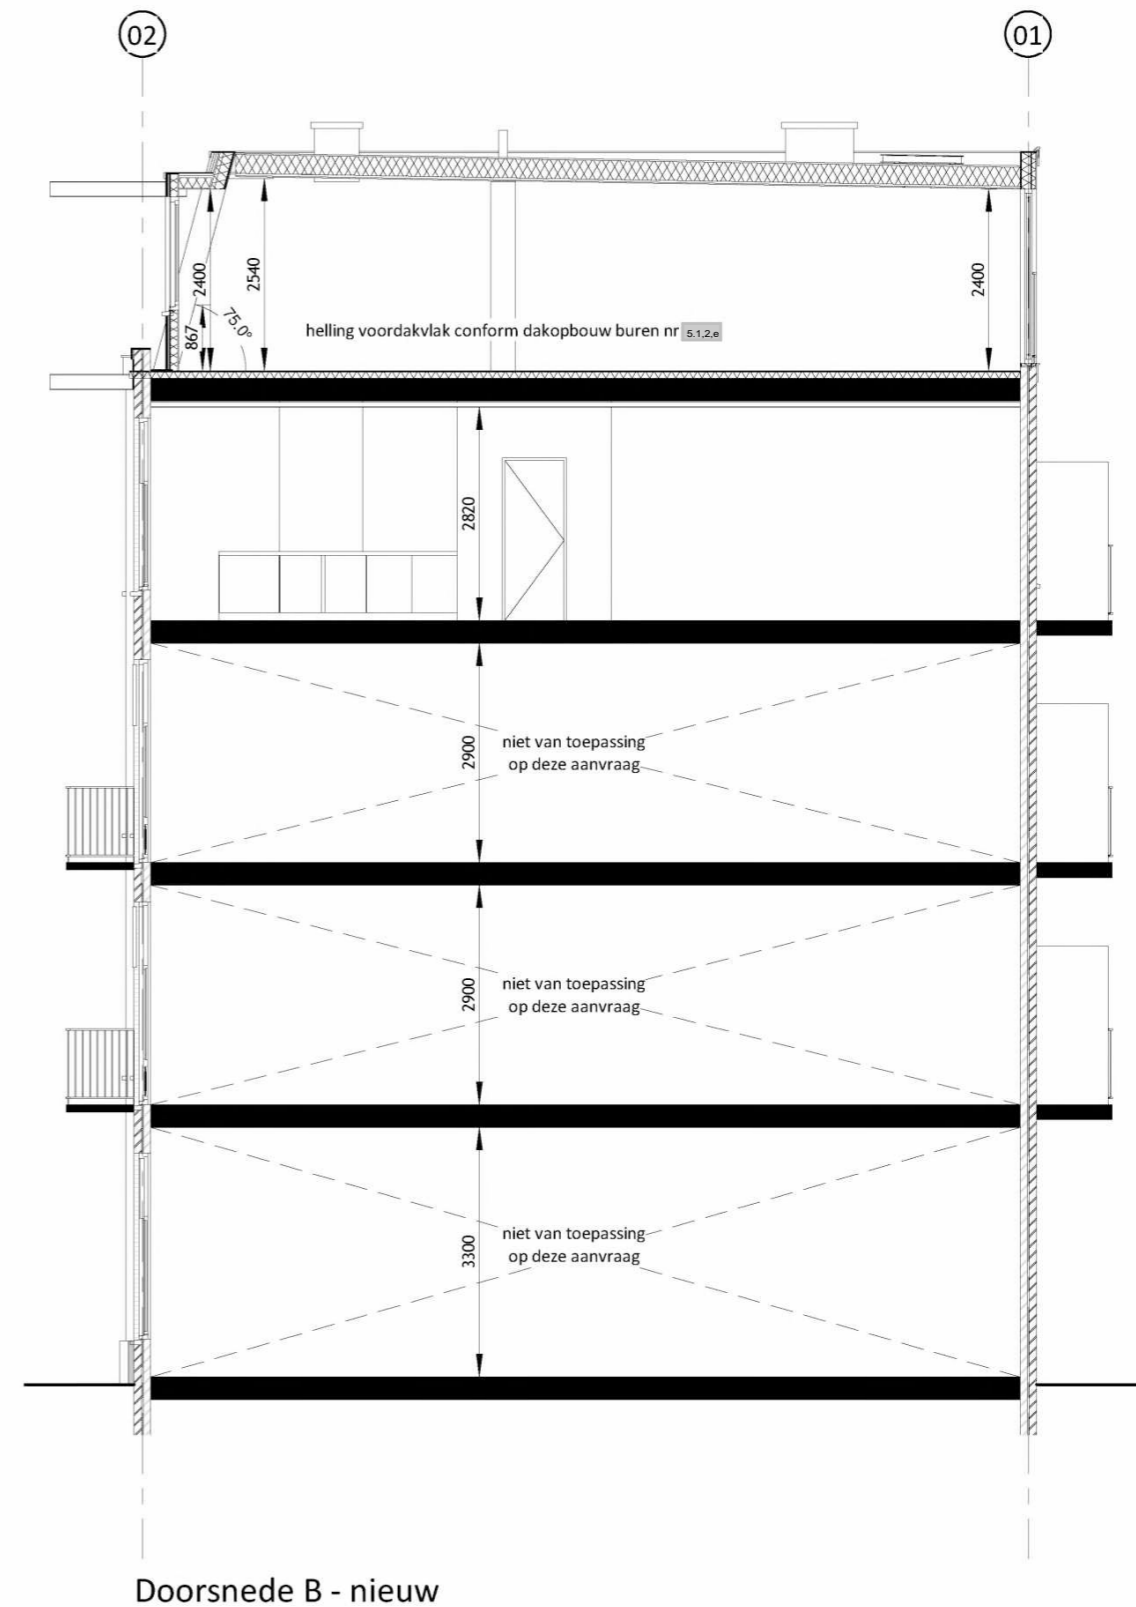 02
01
2400
2540
2400
867
75.0°
helling voordakvlak conform dakopbouw buren nr 5.1,2,e
2820
2900
niet van toepassing
op deze aanvraag
2900
niet van toepassing
op deze aanvraag
3300
niet van toepassing
op deze aanvraag
Doorsnede B - nieuw